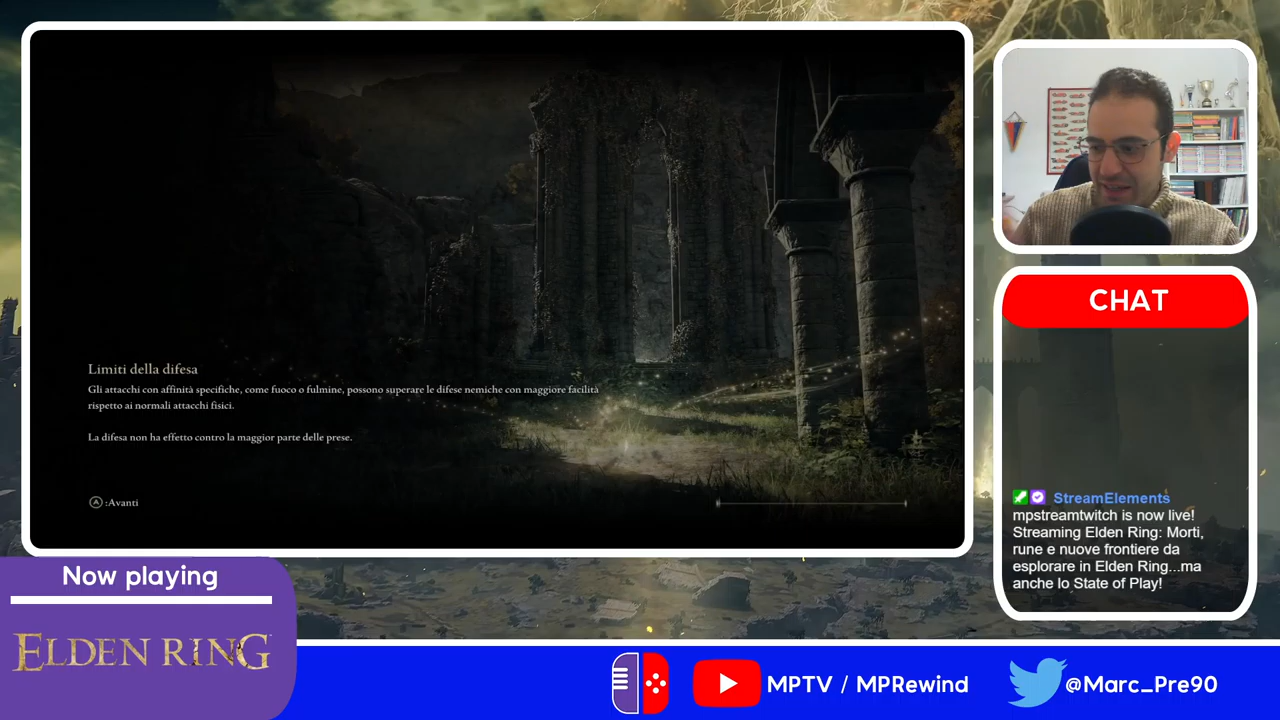 Limiti della difesa
Gli attacchi con affinità specifiche, come fuoco o fulmine, possono superare le difese nemiche con maggiore facilità
rispetto ai normali attacchi fisici.
La difesa non ha effetto contro la maggior parte delle prese.
A :Avanti
CHAT
StreamElements
mpstreamtwitch is now live!
Streaming Elden Ring: Morti,
rune e nuove frontiere da
esplorare in Elden Ring...ma
anche lo State of Play!
Now playing
ELDEN RING
MPTV / MPRewind
@Marc_Pre90